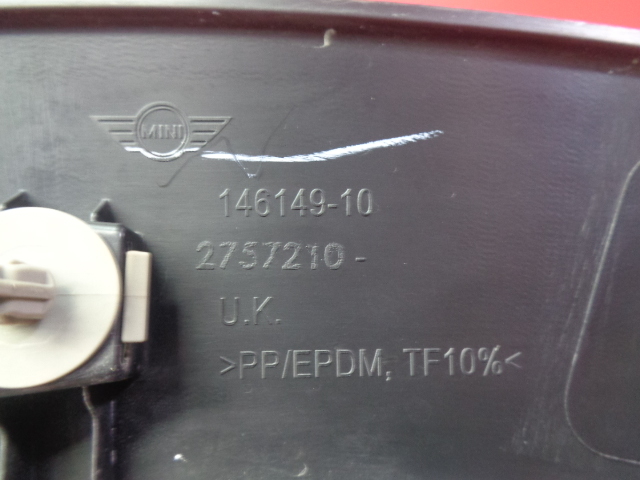 MINI
146149-10
2757210-
U.K.
>PP/EPDM, TF10%<